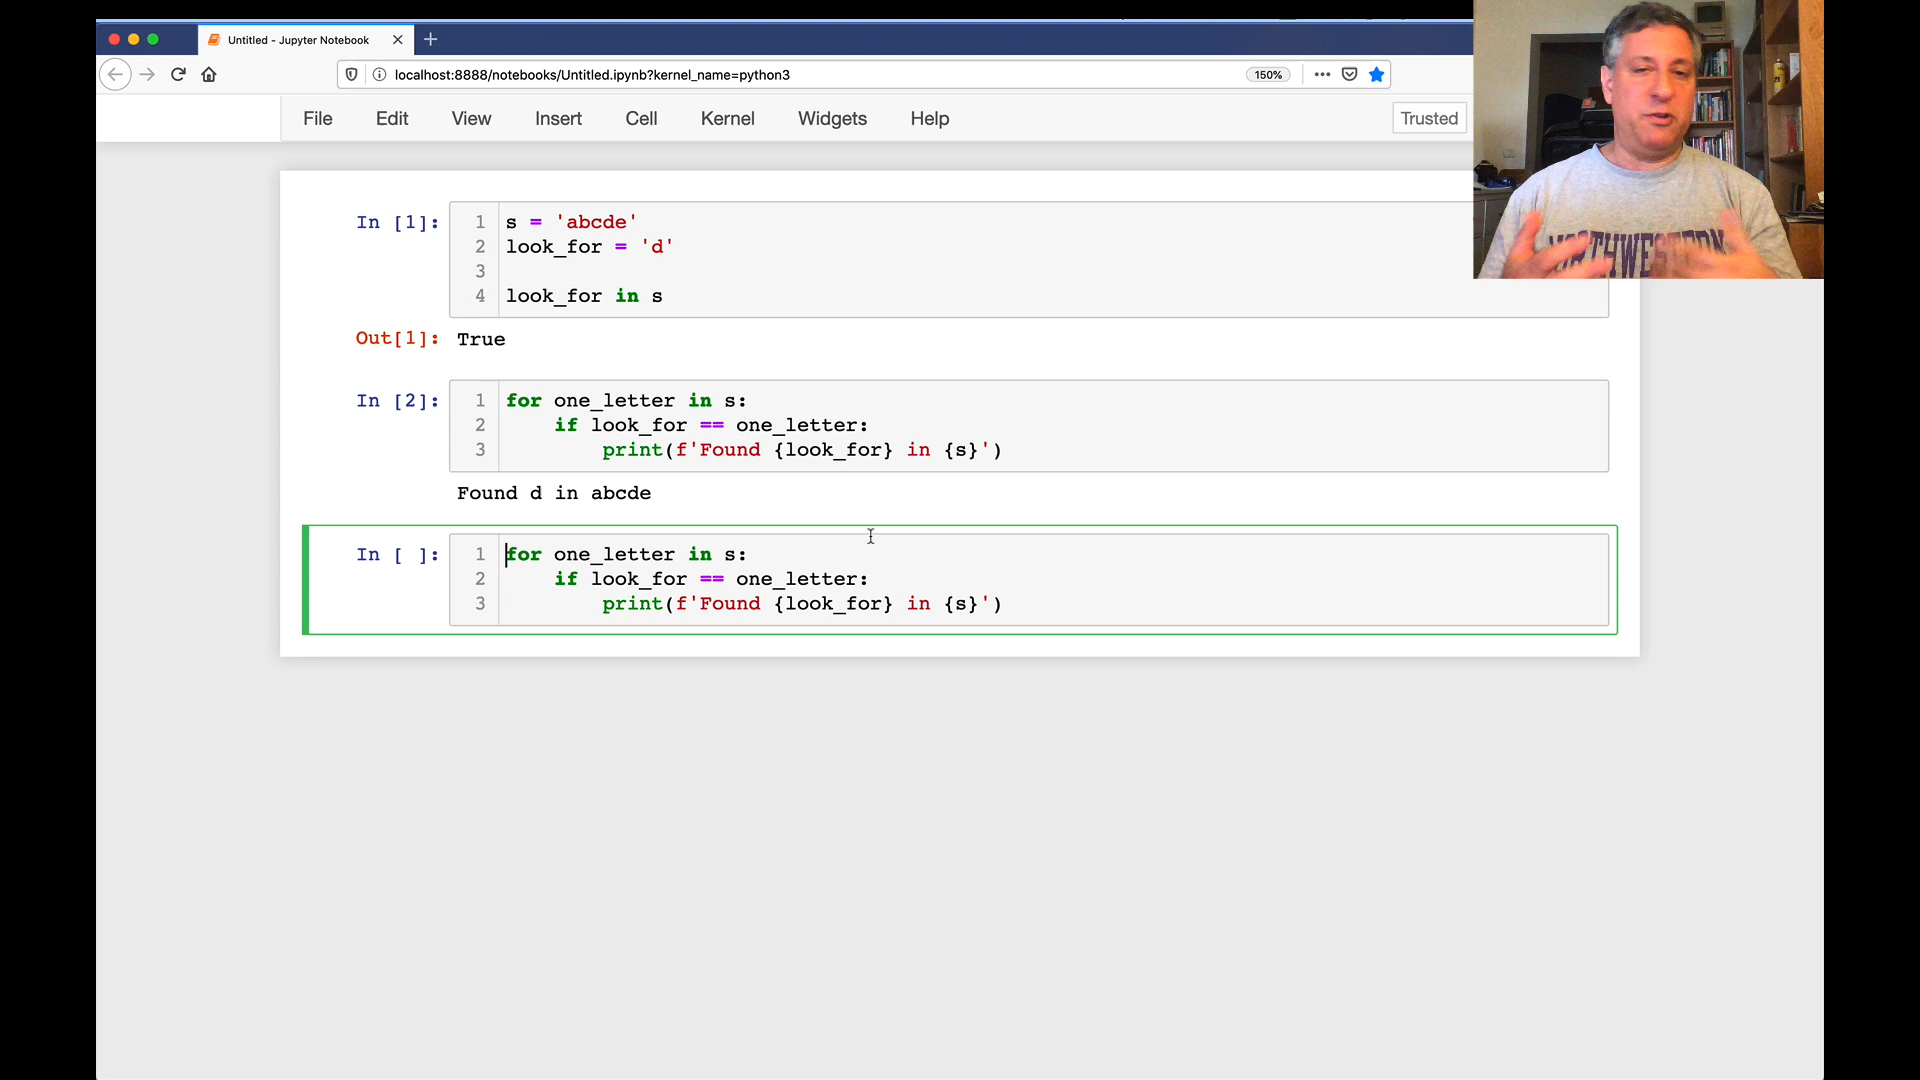 Untitled - Jupyter Notebook
localhost:8888/notebooks/Untitled.ipynb?kernel_name=python3
150%
File Edit View Insert Cell Kernel Widgets Help
Trusted
In [1]:
1 s = 'abcde'
2 look_for = 'd'
3
4 look_for in s
Out[1]: True
In [2]:
1 for one_letter in s:
2 if look_for == one_letter:
3 print(f'Found {look_for} in {s}')
Found d in abcde
In [ ]:
1 for one_letter in s:
2 if look_for == one_letter:
3 print(f'Found {look_for} in {s}')
NORTHWESTERN